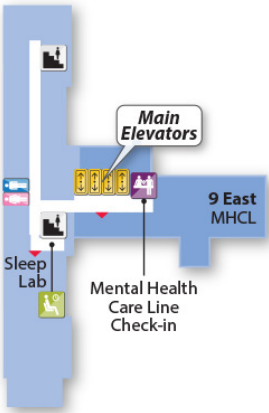 Main
Elevators
9 East
MHCL
Sleep
Lab
Mental Health
Care Line
Check-in